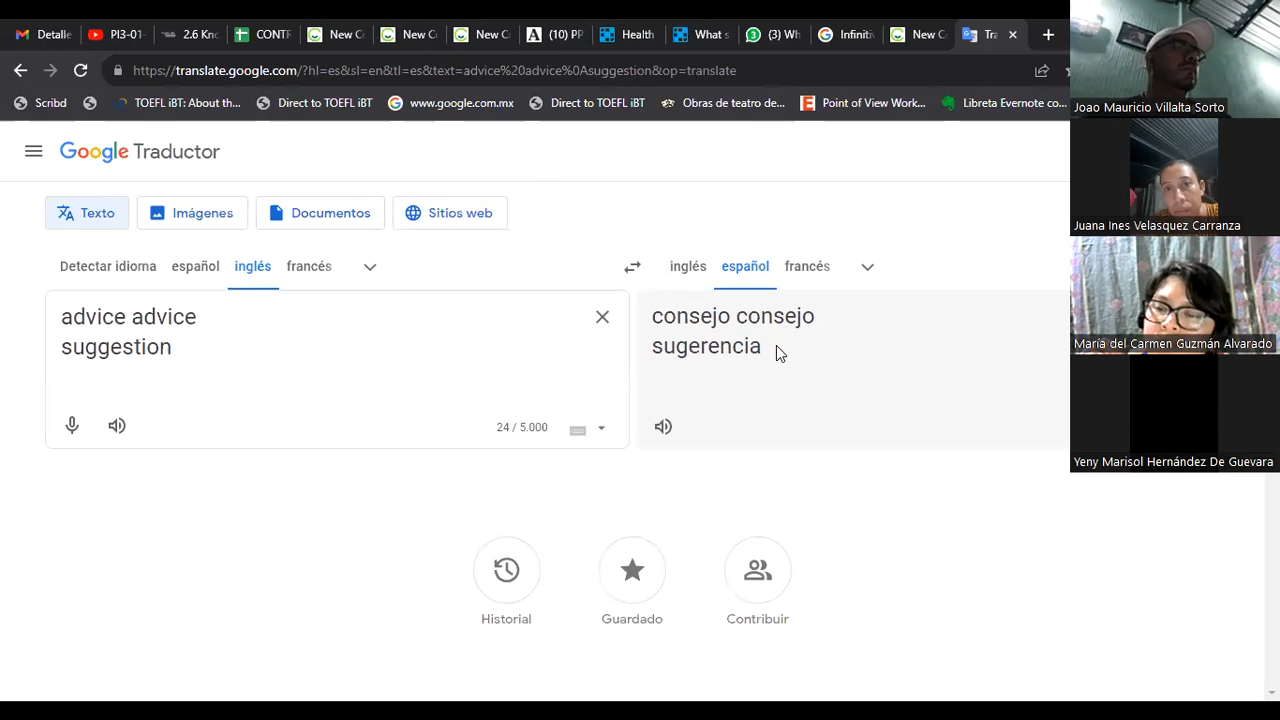 Detalle
PI3-01-
2.6 Kno
CONTR
New C
New C
New C
(10) PP
Health
What s
(3) Wh
Infiniti
New C
Tra
https://translate.google.com/?hl=es&sl=en&tl=es&text=advice%20advice%0Asuggestion&op=translate
Scribd
TOEFL iBT: About th...
Direct to TOEFL iBT
www.google.com.mx
Direct to TOEFL iBT
Obras de teatro de...
Point of View Work...
Libreta Evernote co...
Google Traductor
Texto
Imágenes
Documentos
Sitios web
Detectar idioma
español
inglés
francés
inglés
español
francés
advice advice
suggestion
consejo consejo
sugerencia
24 / 5.000
Historial
Guardado
Contribuir
Joao Mauricio Villalta Sorto
Juana Ines Velasquez Carranza
María del Carmen Guzmán Alvarado
Yeny Marisol Hernández De Guevara